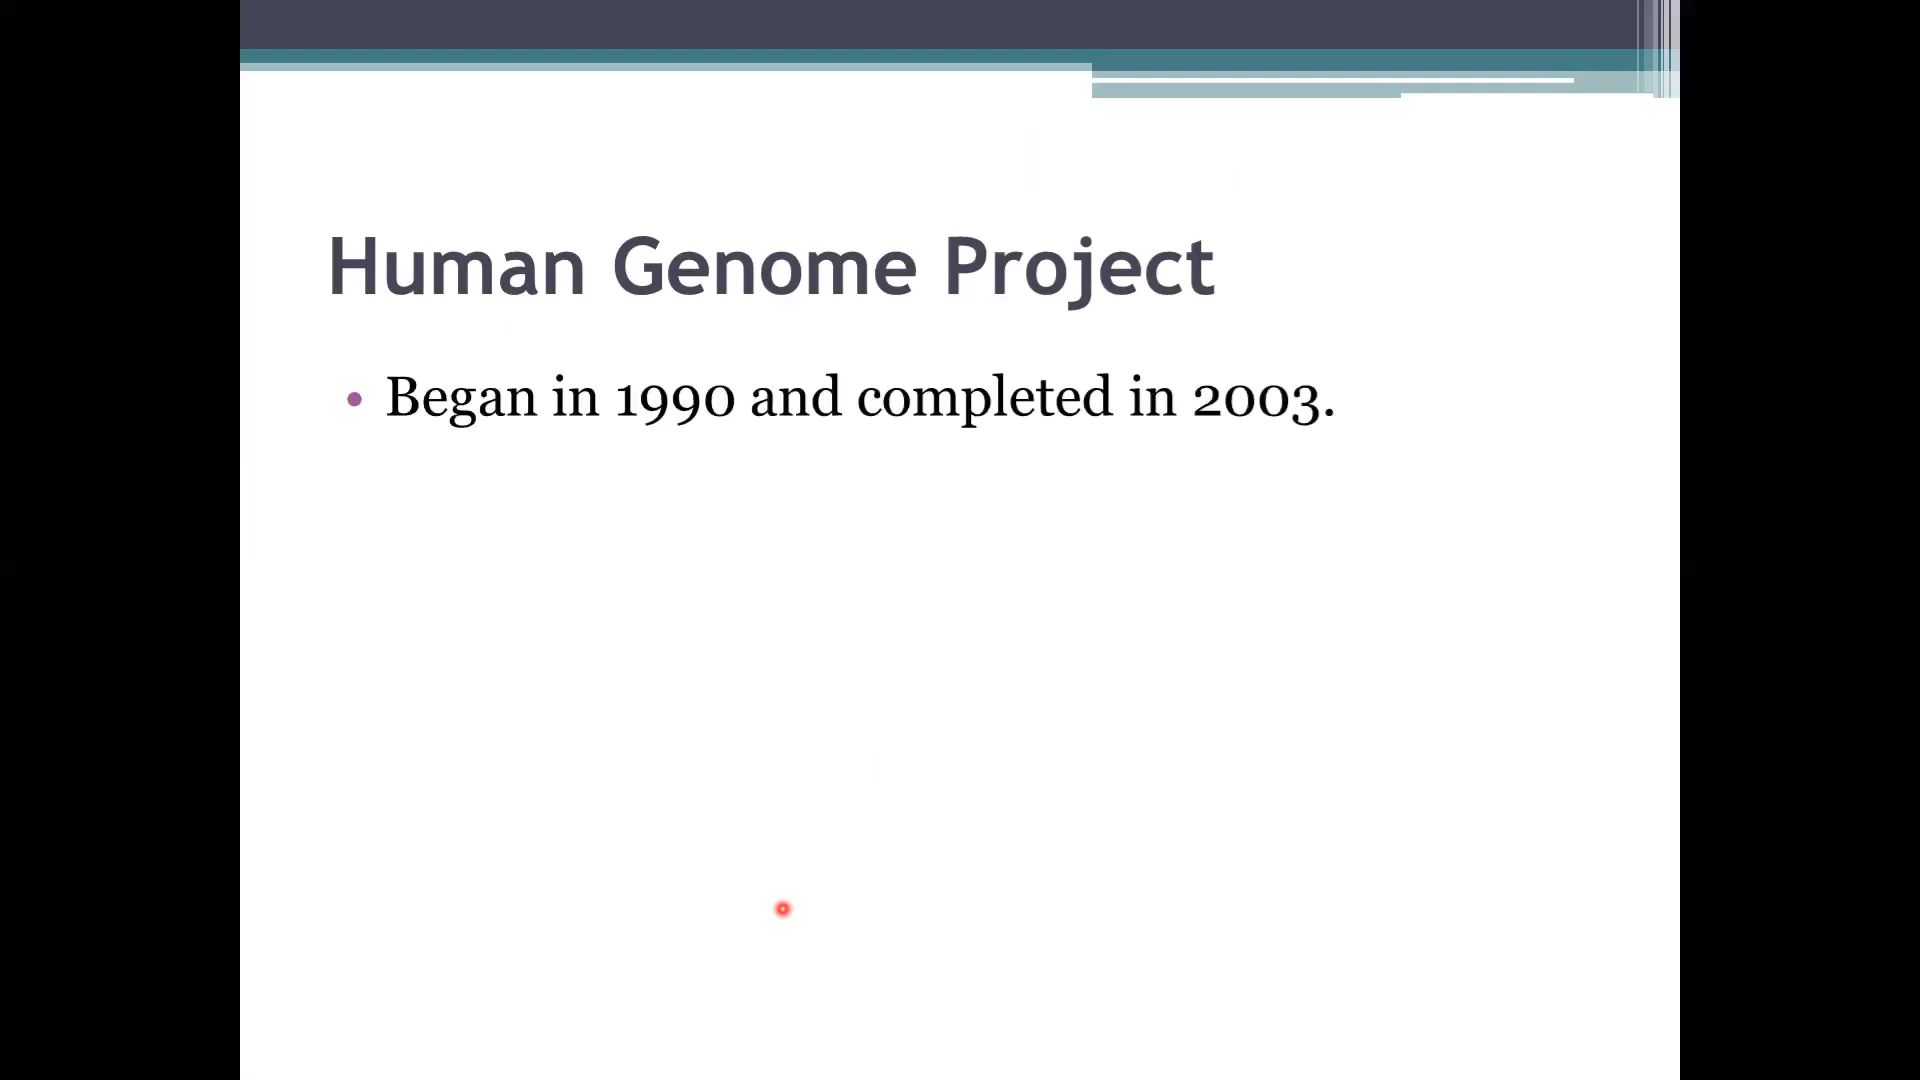 Human Genome Project
• Began in 1990 and completed in 2003.